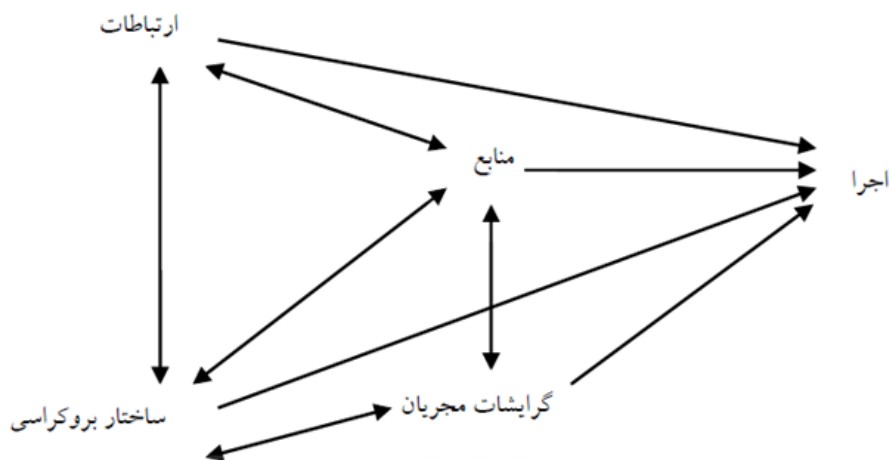 ارتباطات
منابع
اجرا
گرایشات مجریان
ساختار بروکراسی